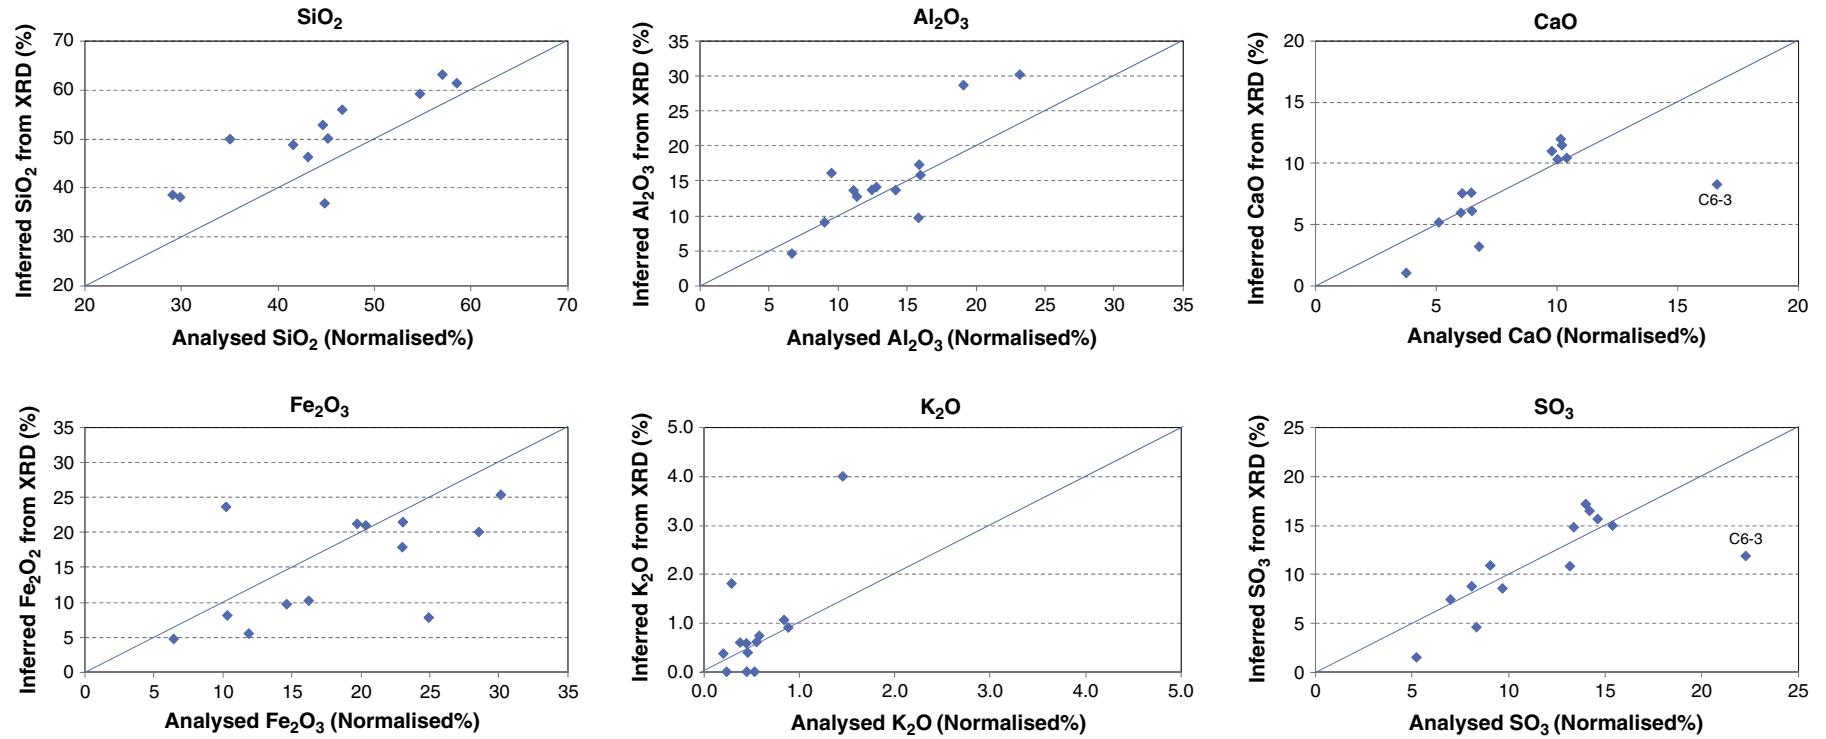 SiO2
Inferred SiO2 from XRD (%)
70
60
50
40
30
20
20 30 40 50 60 70
Analysed SiO2 (Normalised%)
Al2O3
Inferred Al2O3 from XRD (%)
35
30
25
20
15
10
5
0
0 5 10 15 20 25 30 35
Analysed Al2O3 (Normalised%)
CaO
Inferred CaO from XRD (%)
20
15
10
5
0
C6-3
0 5 10 15 20
Analysed CaO (Normalised%)
Fe2O3
Inferred Fe2O2 from XRD (%)
35
30
25
20
15
10
5
0
0 5 10 15 20 25 30 35
Analysed Fe2O3 (Normalised%)
K2O
Inferred K2O from XRD (%)
5.0
4.0
3.0
2.0
1.0
0.0
0.0 1.0 2.0 3.0 4.0 5.0
Analysed K2O (Normalised%)
SO3
Inferred SO3 from XRD (%)
25
20
15
10
5
0
C6-3
0 5 10 15 20 25
Analysed SO3 (Normalised%)